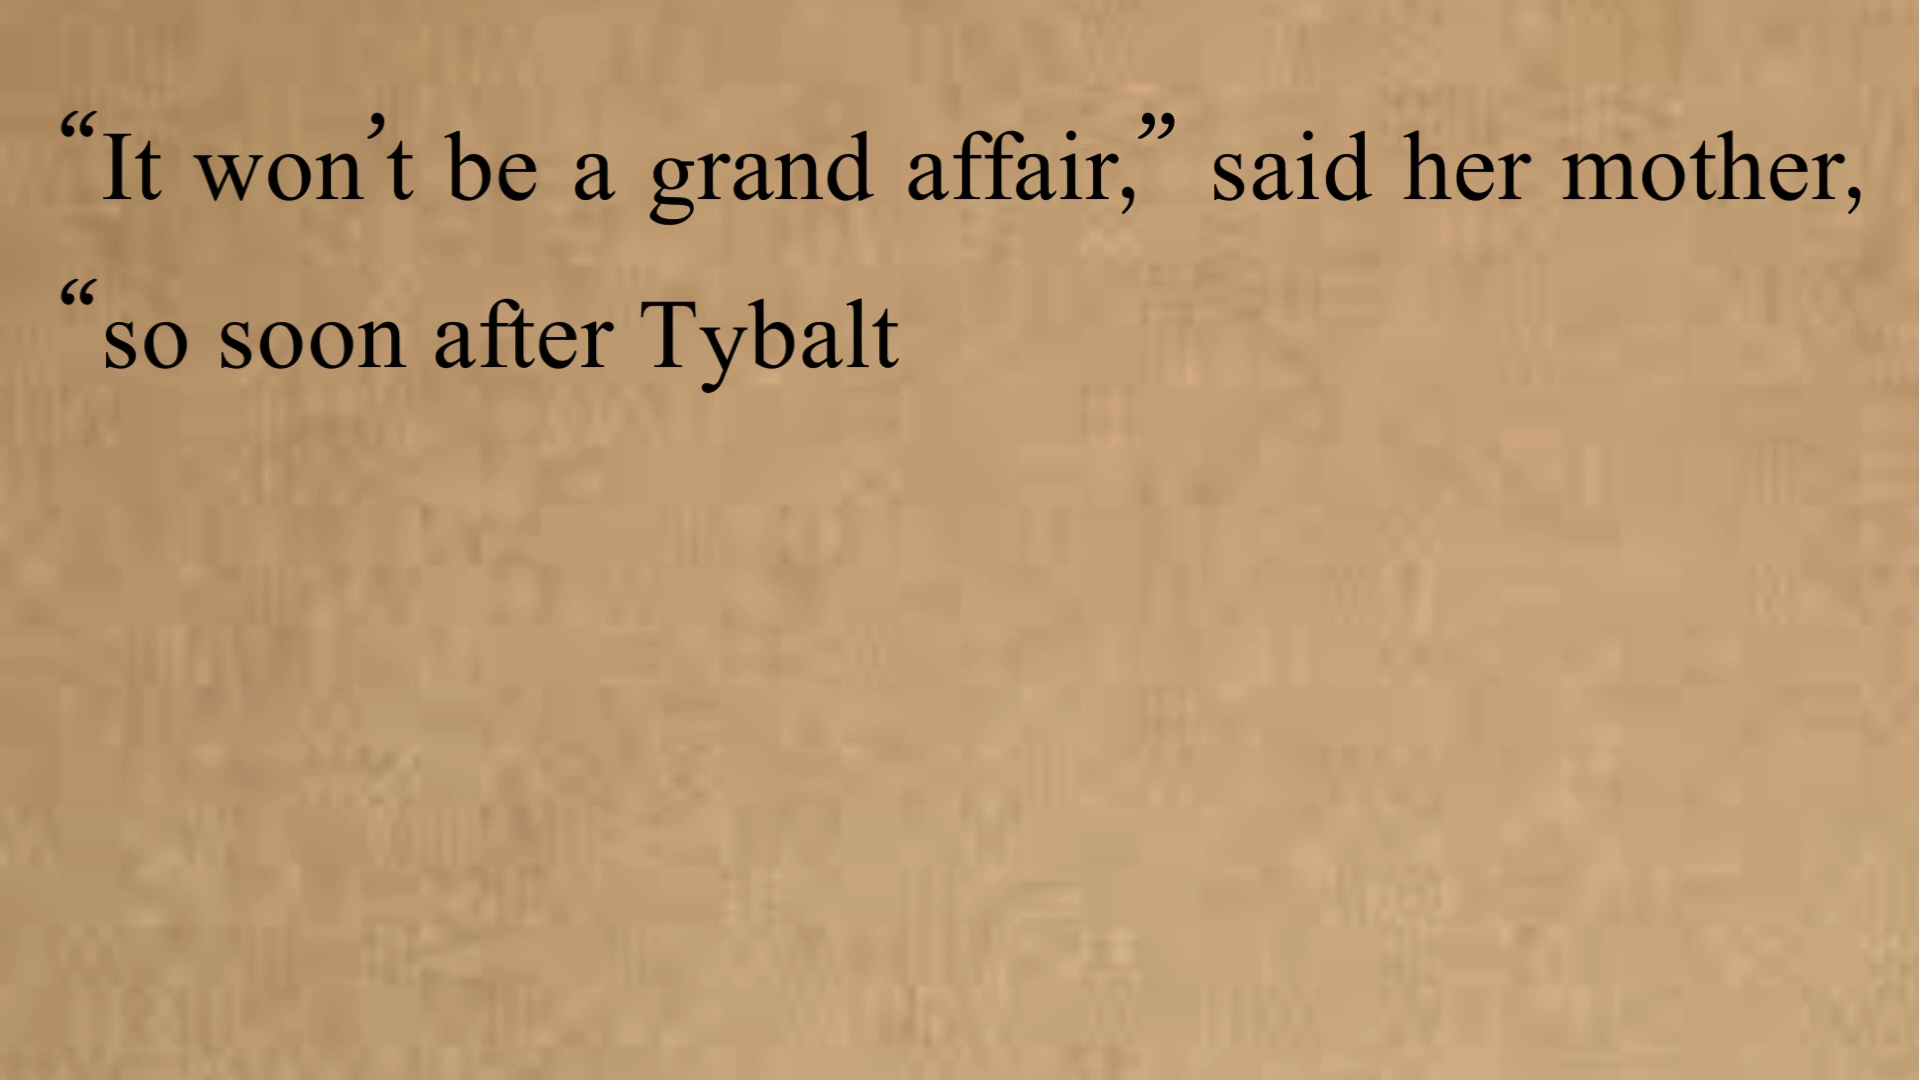 “It won’t be a grand affair,” said her mother,
“so soon after Tybalt